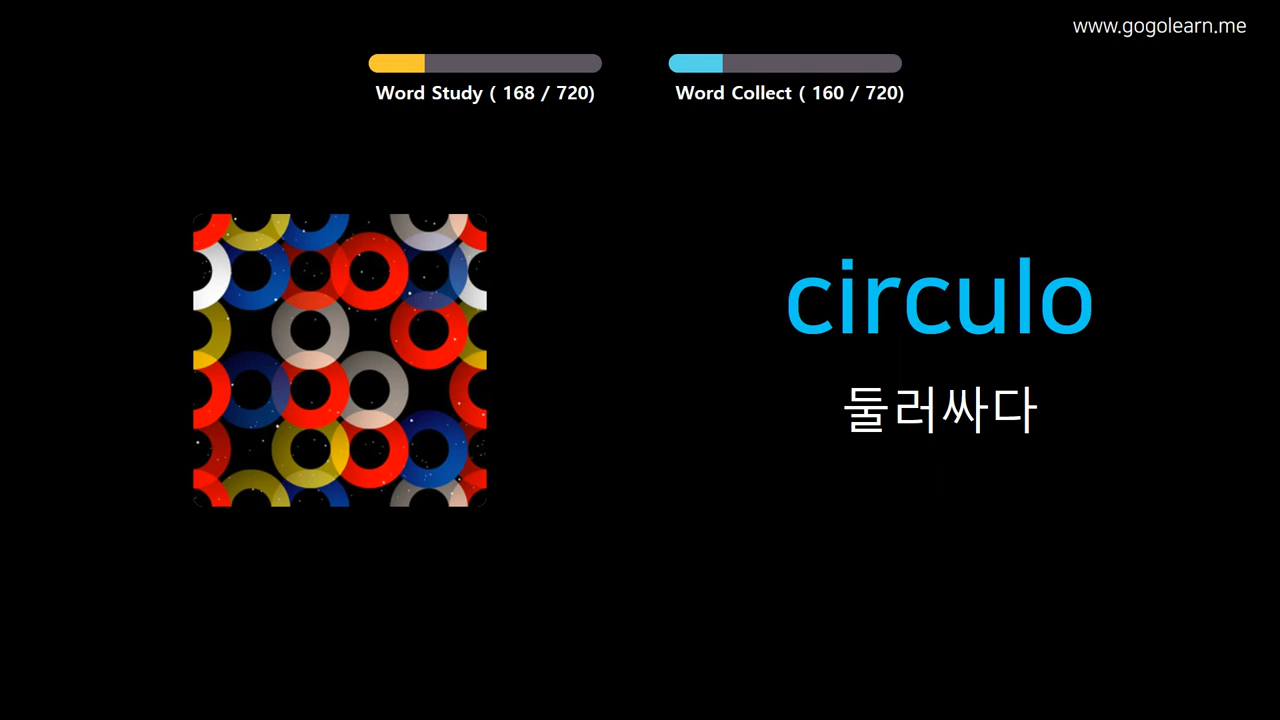 www.gogolearn.me
Word Study ( 168 / 720)
Word Collect ( 160 / 720)
circulo
둘러싸다